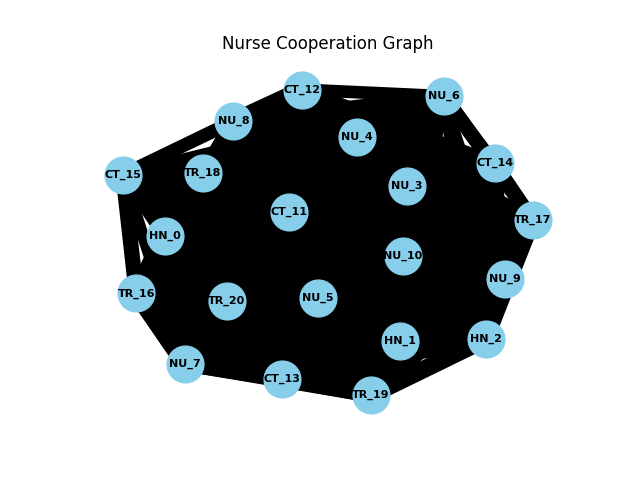 Nurse Cooperation Graph
CT_12
NU_6
NU_8
NU_4
CT_14
TR_18
CT_15
NU_3
CT_11
TR_17
HN_0
NU_10
NU_9
TR_16
NU_5
TR_20
HN_2
HN_1
NU_7
CT_13
TR_19